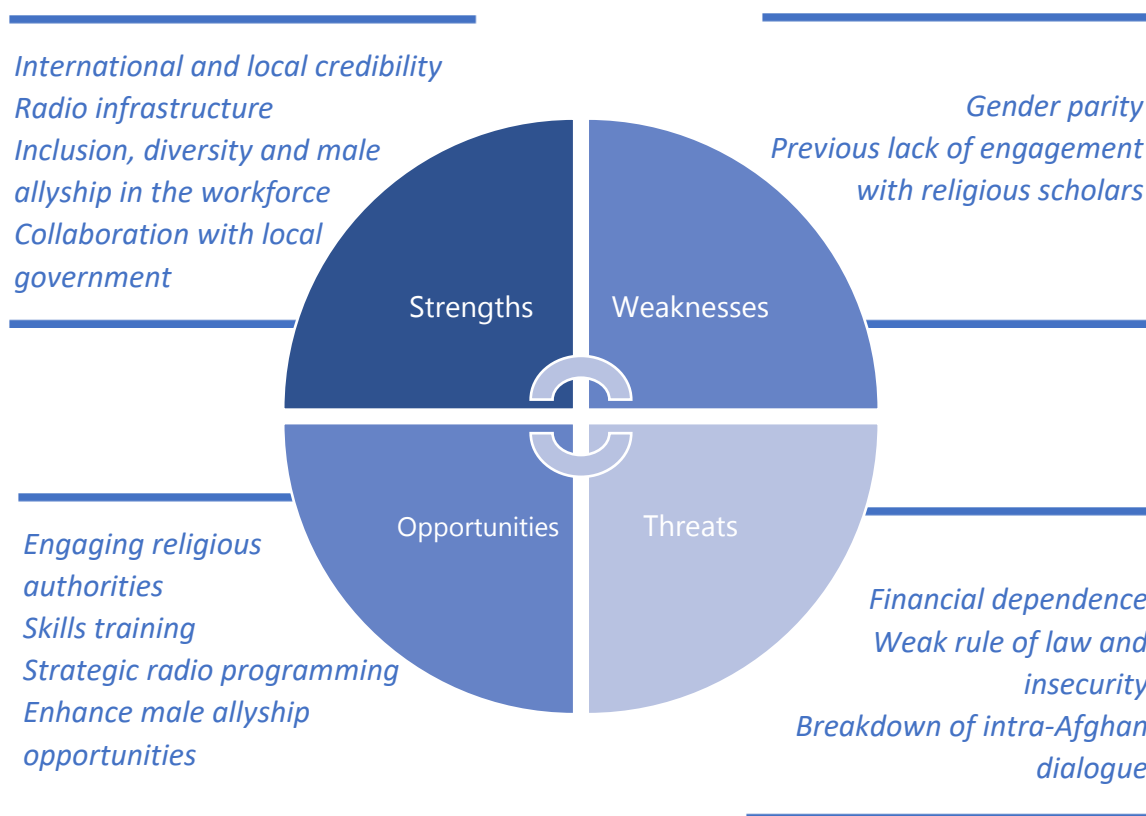 International and local credibility
Radio infrastructure
Inclusion, diversity and male
allyship in the workforce
Collaboration with local
government
Gender parity
Previous lack of engagement
with religious scholars
Strengths
Weaknesses
Opportunities
Threats
Engaging religious
authorities
Skills training
Strategic radio programming
Enhance male allyship
opportunities
Financial dependence
Weak rule of law and
insecurity
Breakdown of intra-Afghan
dialogue